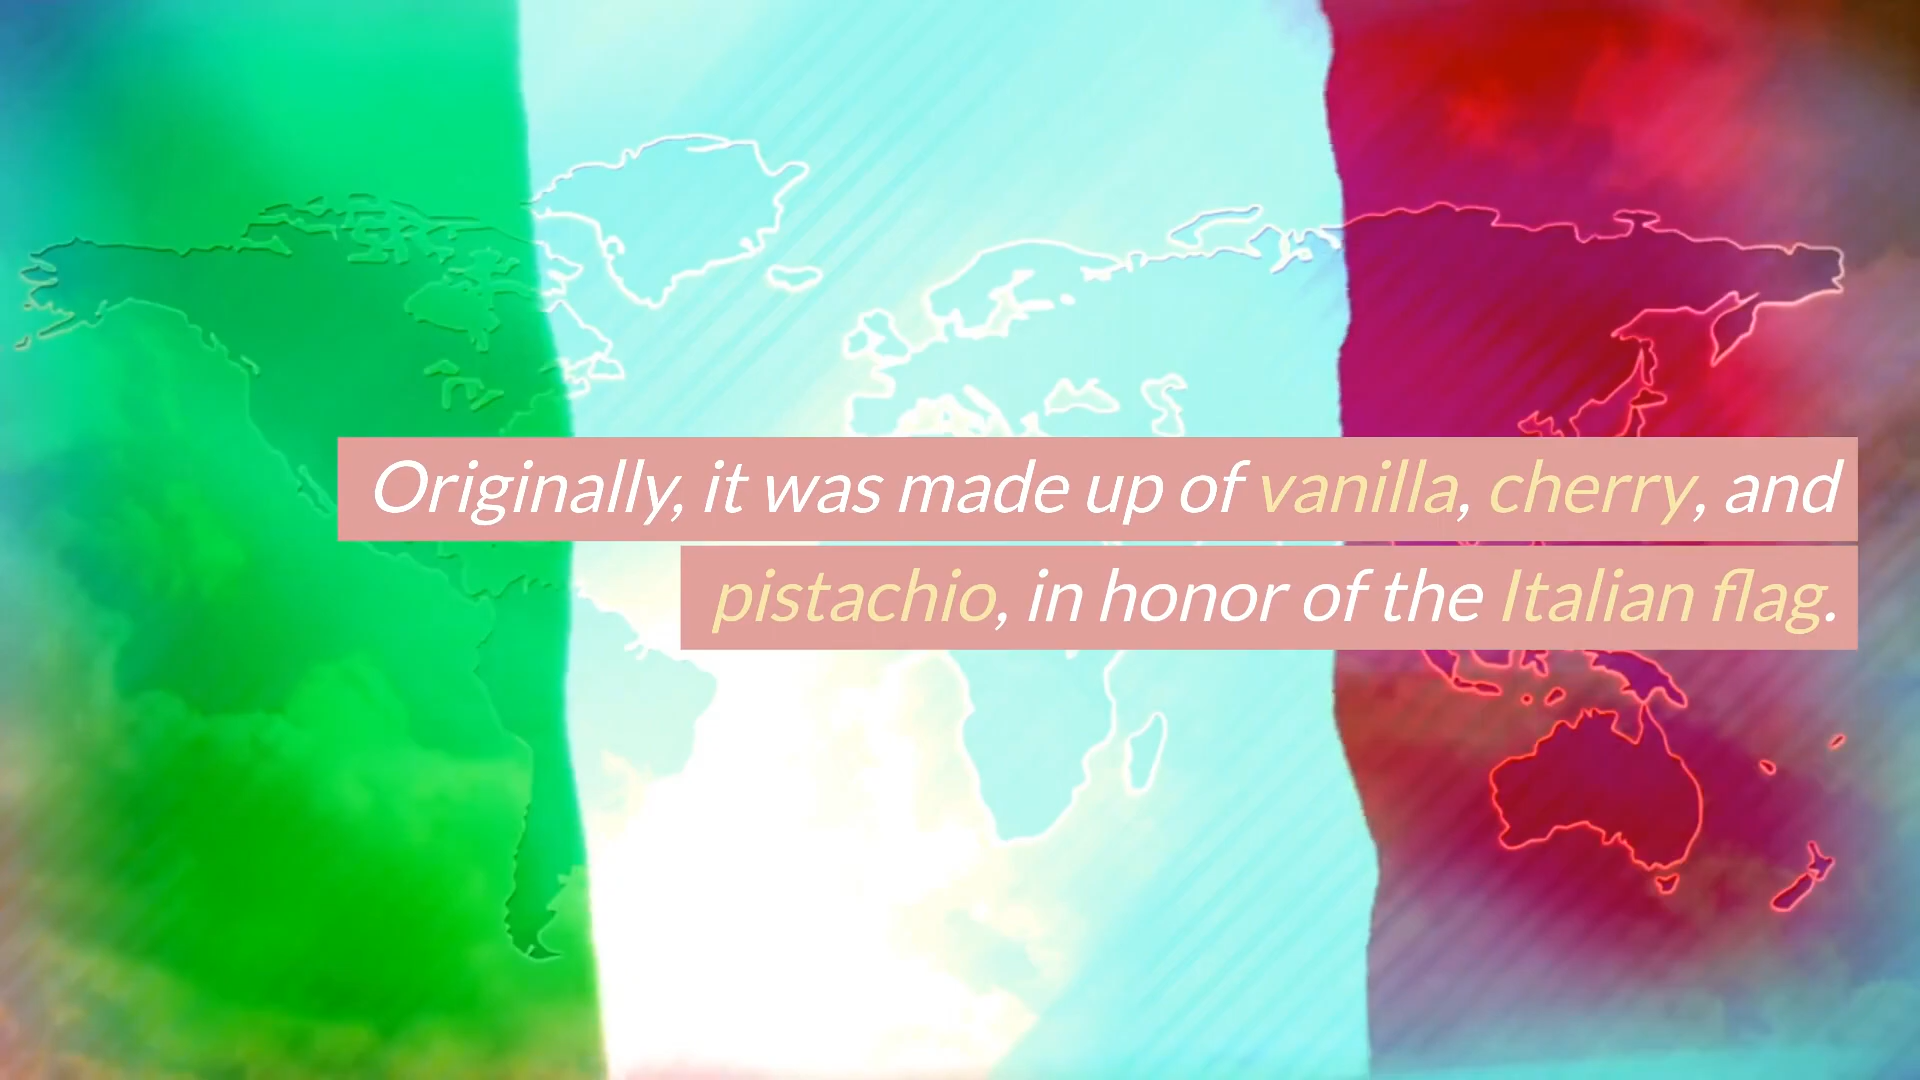 Originally, it was made up of vanilla, cherry, and
pistachio, in honor of the Italian flag.